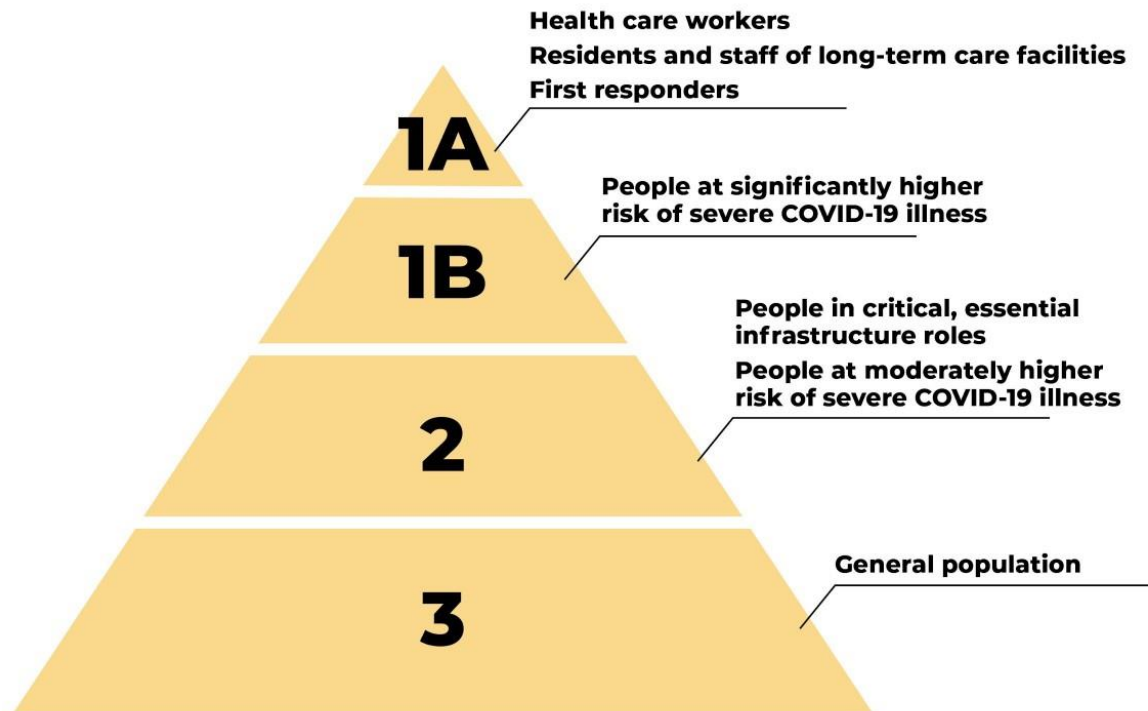 Health care workers
Residents and staff of long-term care facilities
First responders
1A
People at significantly higher
risk of severe COVID-19 illness
1B
People in critical, essential
infrastructure roles
People at moderately higher
risk of severe COVID-19 illness
2
General population
3